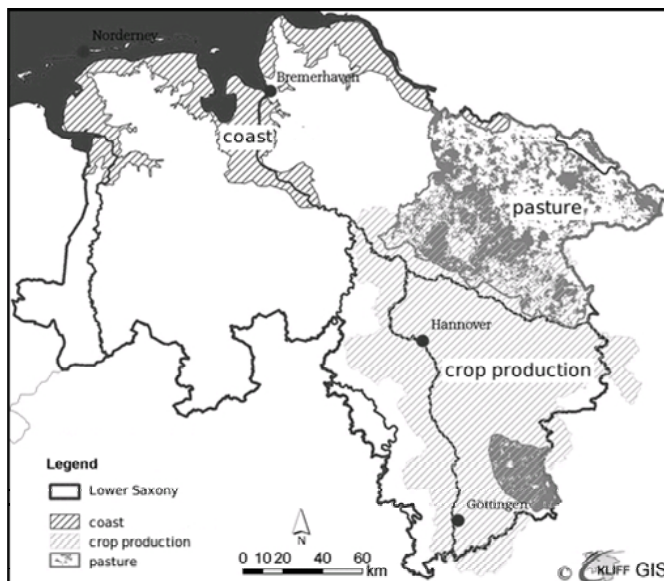 Norderney
Bremerhaven
coast
pasture
Hannover
crop production
Legend
Lower Saxony
coast
crop production
pasture
Göttingen
N
0 10 20 40 60
km
© KLIFF GIS